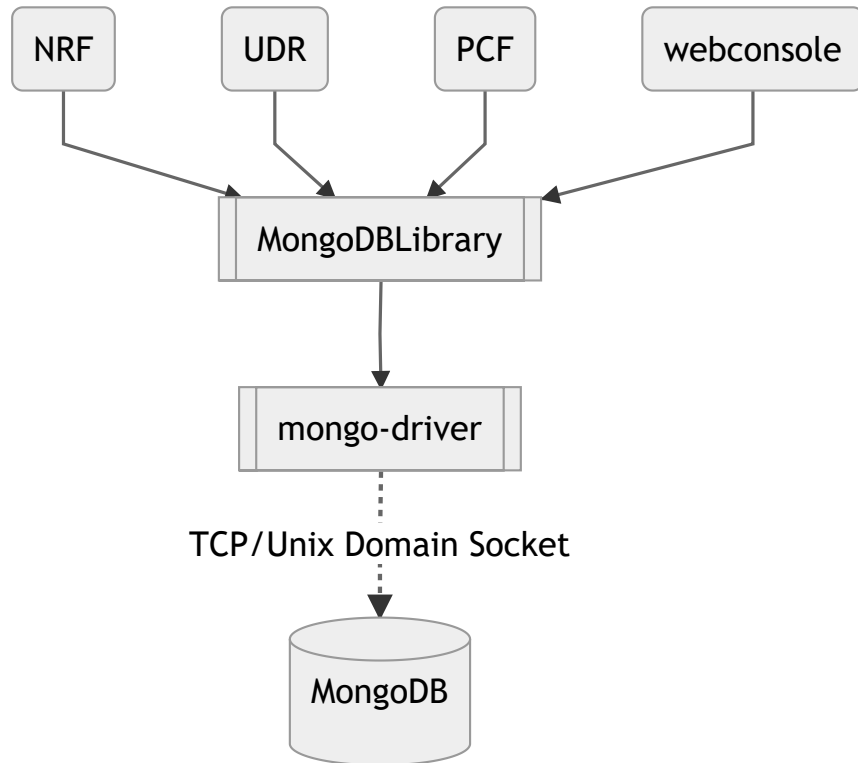 NRF
UDR
PCF
webconsole
MongoDBLibrary
mongo-driver
TCP/Unix Domain Socket
MongoDB